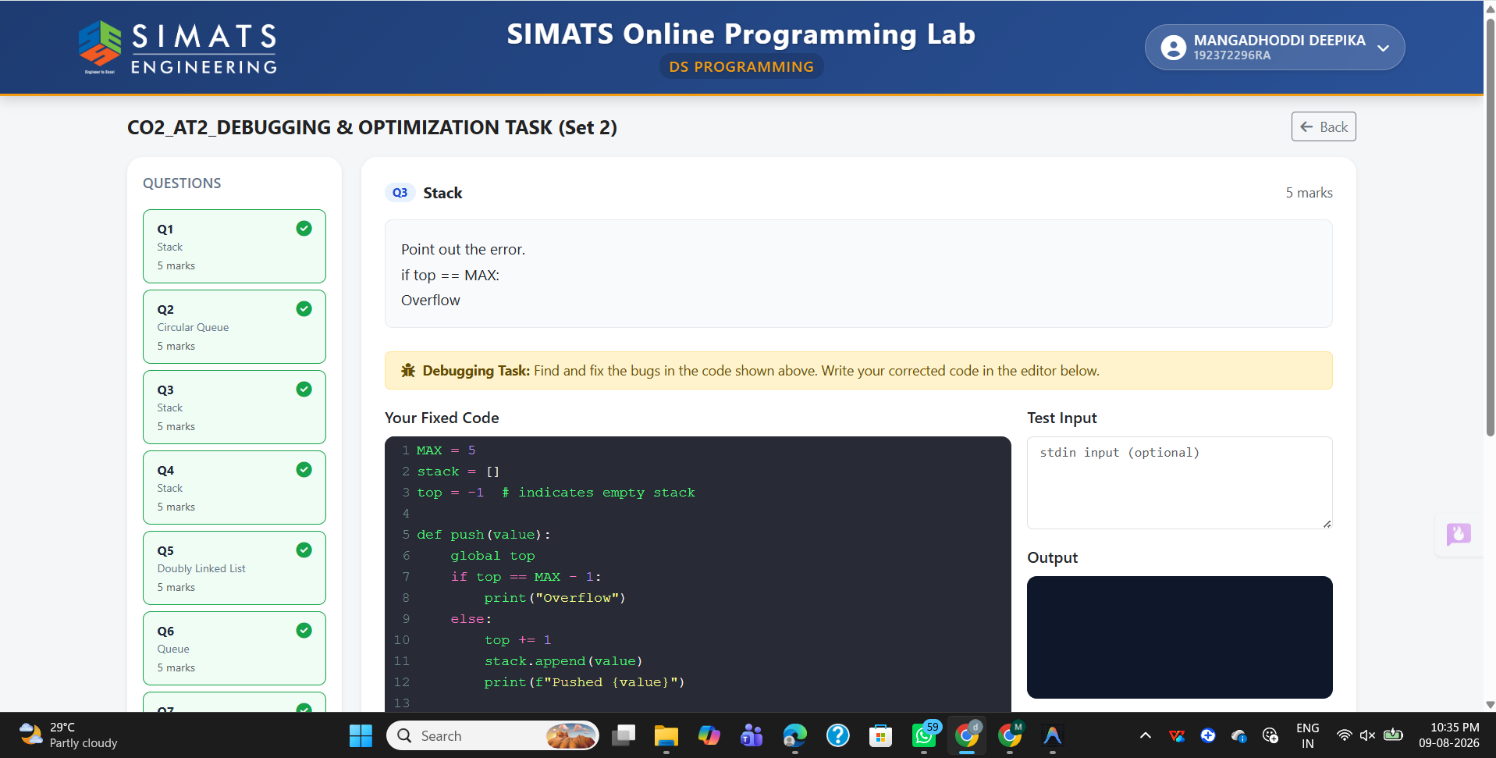 SIMATS
ENGINEERING
Engineer to Excel
SIMATS Online Programming Lab
DS PROGRAMMING
MANGADHODDI DEEPIKA
192372296RA
CO2_AT2_DEBUGGING & OPTIMIZATION TASK (Set 2)
← Back
QUESTIONS
Q1
Stack
5 marks
Q2
Circular Queue
5 marks
Q3
Stack
5 marks
Q4
Stack
5 marks
Q5
Doubly Linked List
5 marks
Q6
Queue
5 marks
Q7
Q3 Stack
5 marks
Point out the error.
if top == MAX:
Overflow
Debugging Task: Find and fix the bugs in the code shown above. Write your corrected code in the editor below.
Your Fixed Code
1 MAX = 5
2 stack = []
3 top = -1  # indicates empty stack
4
5 def push(value):
6     global top
7     if top == MAX - 1:
8         print("Overflow")
9     else:
10         top += 1
11         stack.append(value)
12         print(f"Pushed {value}")
13
Test Input
stdin input (optional)
Output
29°C
Partly cloudy
Search
59
d
M
ENG
IN
10:35 PM
09-08-2026